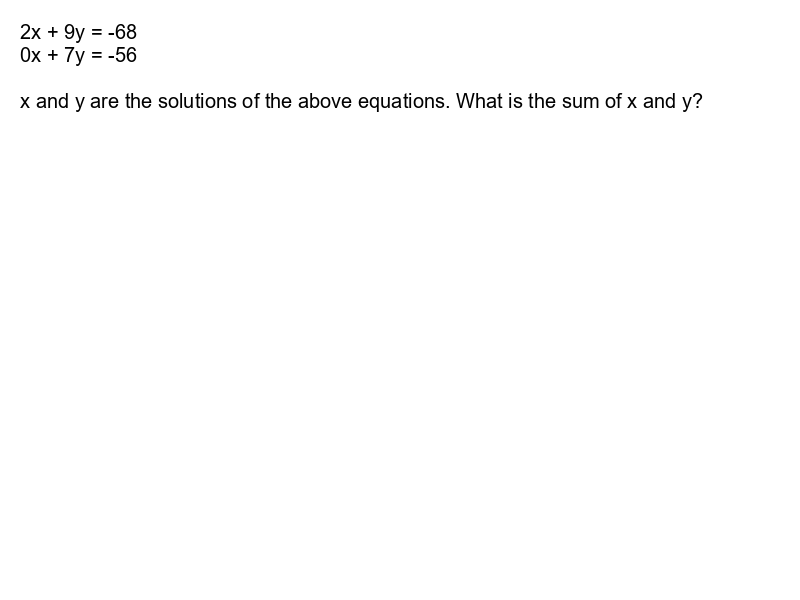 2x + 9y = -68
0x + 7y = -56
x and y are the solutions of the above equations. What is the sum of x and y?